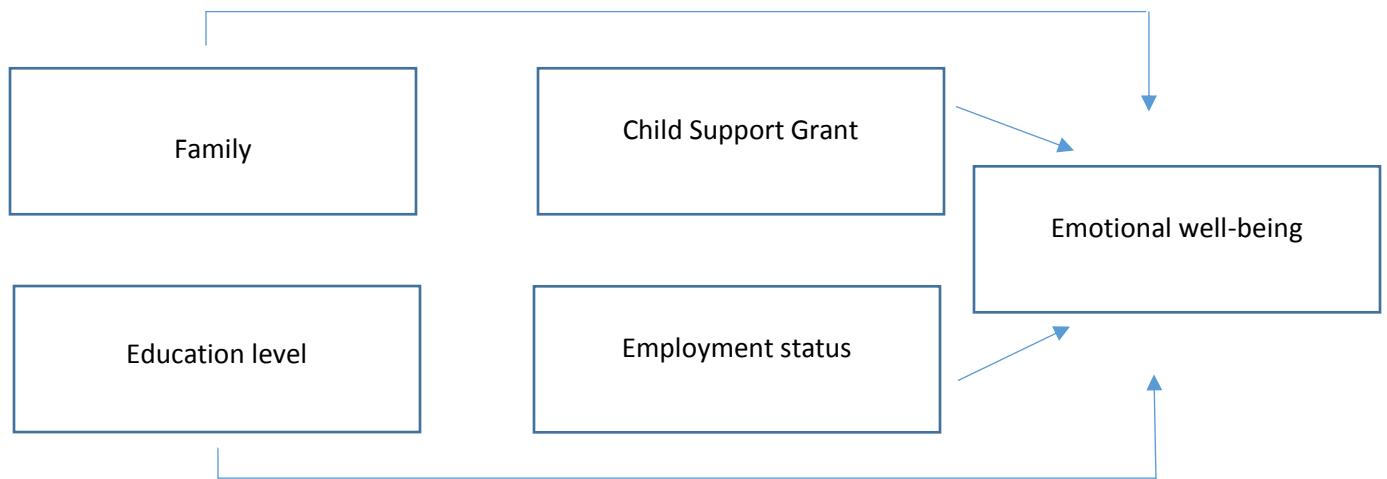 Family
Child Support Grant
Emotional well-being
Education level
Employment status